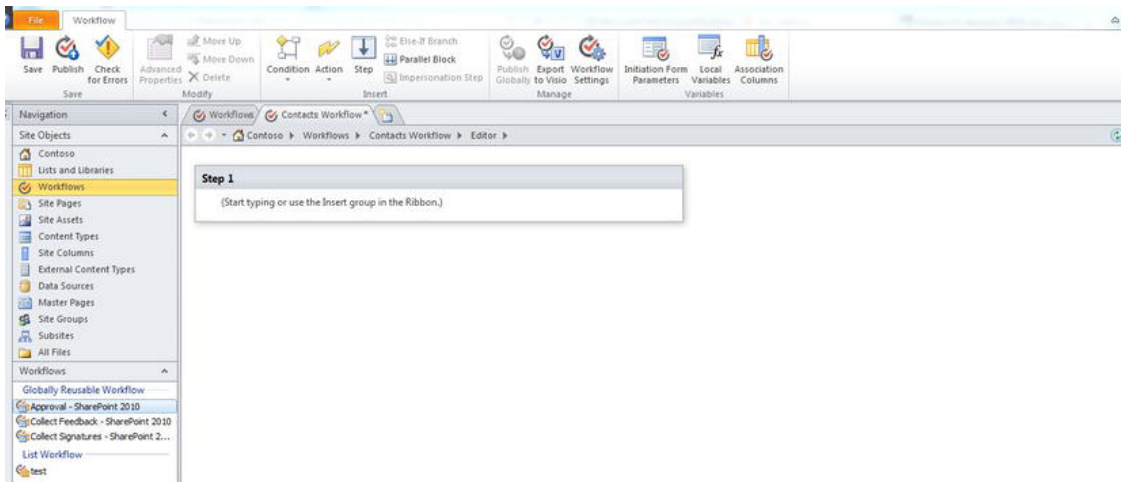 File Workflow
Save Publish Check for Errors Advanced Properties Move Up Move Down Delete Condition Action Step Else-If Branch Parallel Block Impersonation Step Publish Globally Export to Visio Workflow Settings Initiation Form Parameters Local Variables Association Columns
Save Modify Insert Manage Variables
Navigation
Workflows Contacts Workflow *
Site Objects
Contoso Workflows Contacts Workflow Editor
Contoso
Lists and Libraries
Workflows
Site Pages
Site Assets
Content Types
Site Columns
External Content Types
Data Sources
Master Pages
Site Groups
Subsites
All Files
Workflows
Globally Reusable Workflow
Approval - SharePoint 2010
Collect Feedback - SharePoint 2010
Collect Signatures - SharePoint 2...
List Workflow
test
Step 1
(Start typing or use the Insert group in the Ribbon.)